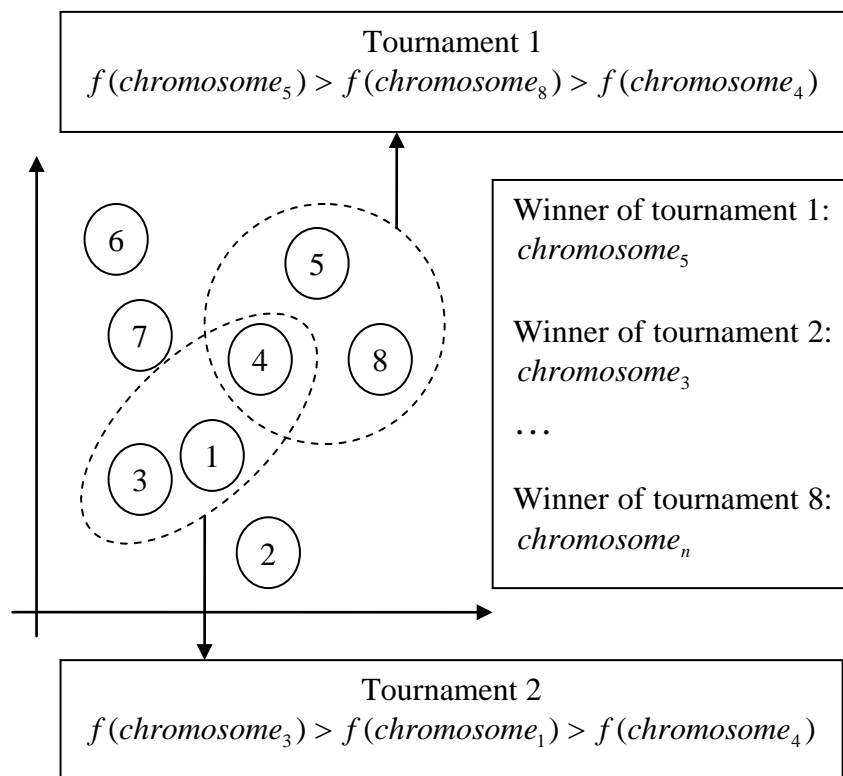 Tournament 1
f(chromosome₅) > f(chromosome₈) > f(chromosome₄)
Winner of tournament 1:
chromosome₅
Winner of tournament 2:
chromosome₃
…
Winner of tournament 8:
chromosomeₙ
6
5
7
4
8
1
3
2
Tournament 2
f(chromosome₃) > f(chromosome₁) > f(chromosome₄)